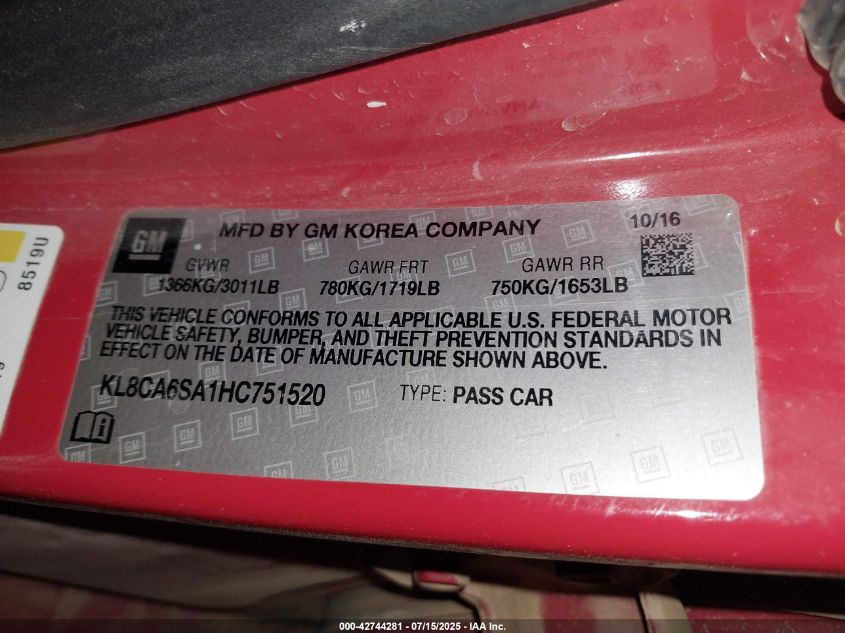 GM
MFD BY GM KOREA COMPANY
10/16
GVWR GAWR FRT GAWR RR
1366KG/3011LB 780KG/1719LB 750KG/1653LB
THIS VEHICLE CONFORMS TO ALL APPLICABLE U.S. FEDERAL MOTOR
VEHICLE SAFETY, BUMPER, AND THEFT PREVENTION STANDARDS IN
EFFECT ON THE DATE OF MANUFACTURE SHOWN ABOVE.
KL8CA6SA1HC751520 TYPE: PASS CAR
8519U
000-42744281 - 07/15/2025 - IAA Inc.